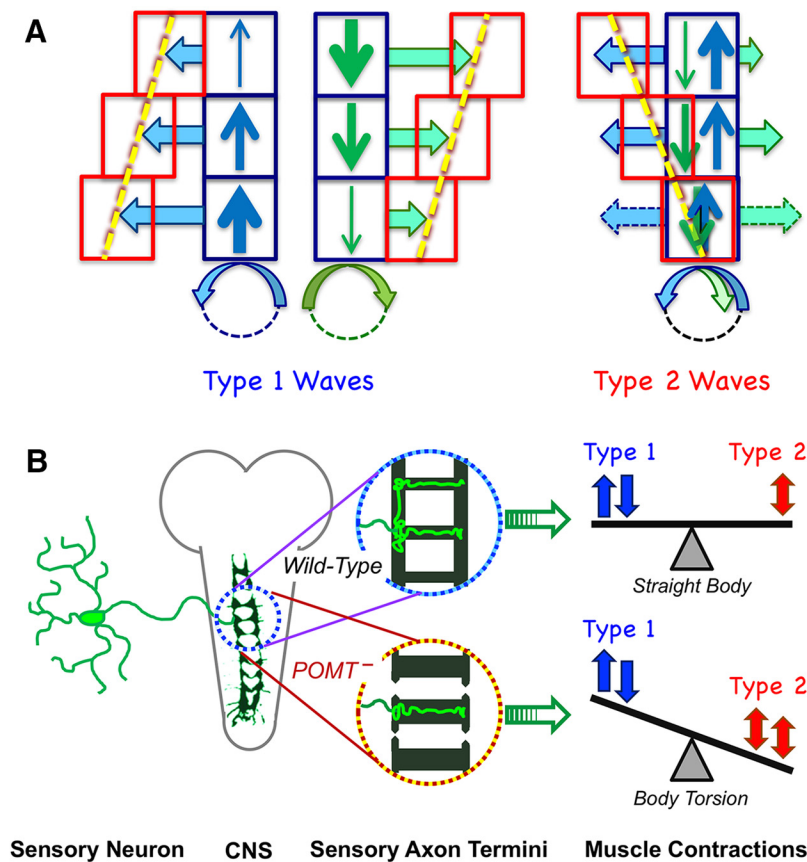 A
Type 1 Waves
Type 2 Waves
B
Type 1
Type 2
Wild-Type
Straight Body
Type 1
POMT –
Type 2
Body Torsion
Sensory Neuron
CNS
Sensory Axon Termini
Muscle Contractions